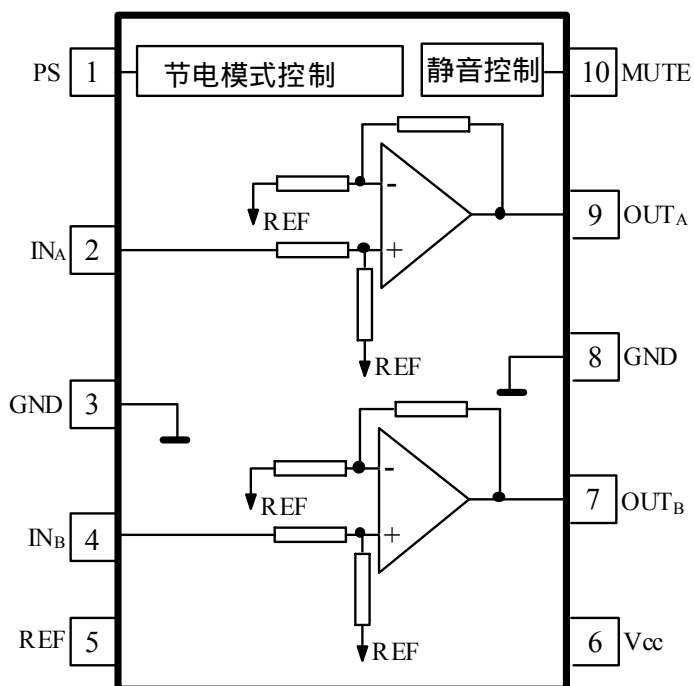 PS 1 节电模式控制 静音控制 10 MUTE
-
REF
9 OUTA
INA 2
+
REF
8 GND
GND 3
-
REF
7 OUTB
INB 4
+
REF
REF 5
6 Vcc